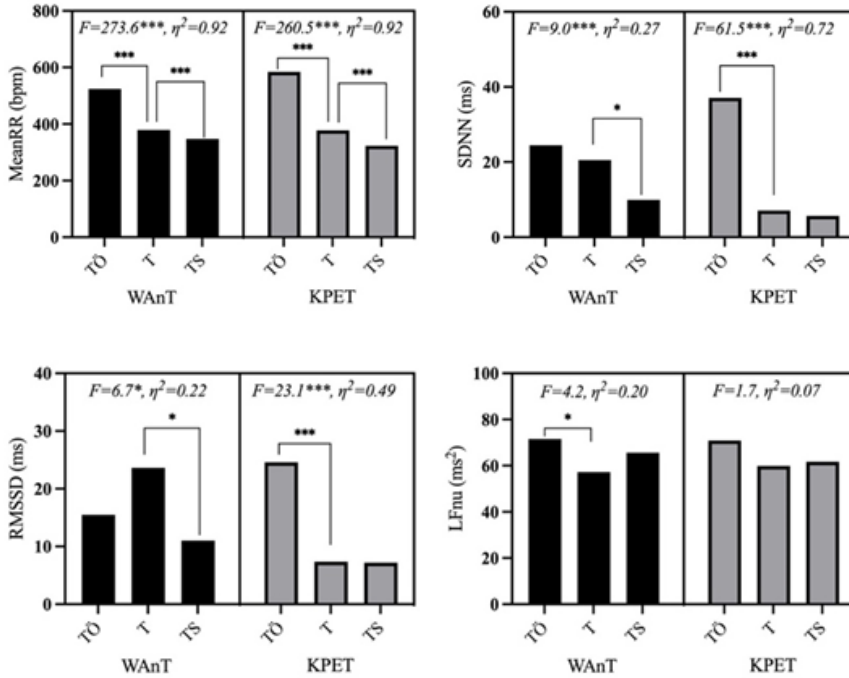 F=273.6***, η²=0.92 F=260.5***, η²=0.92
*** *** *** ***
MeanRR (bpm)
800
600
400
200
0
TÖ T TS TÖ T TS
WAnT KPET
F=9.0***, η²=0.27 F=61.5***, η²=0.72
*** *
SDNN (ms)
60
40
20
0
TÖ T TS TÖ T TS
WAnT KPET
F=6.7*, η²=0.22 F=23.1***, η²=0.49
* ***
RMSSD (ms)
40
30
20
10
0
TÖ T TS TÖ T TS
WAnT KPET
F=4.2, η²=0.20 F=1.7, η²=0.07
*
LFnu (ms²)
100
80
60
40
20
0
TÖ T TS TÖ T TS
WAnT KPET